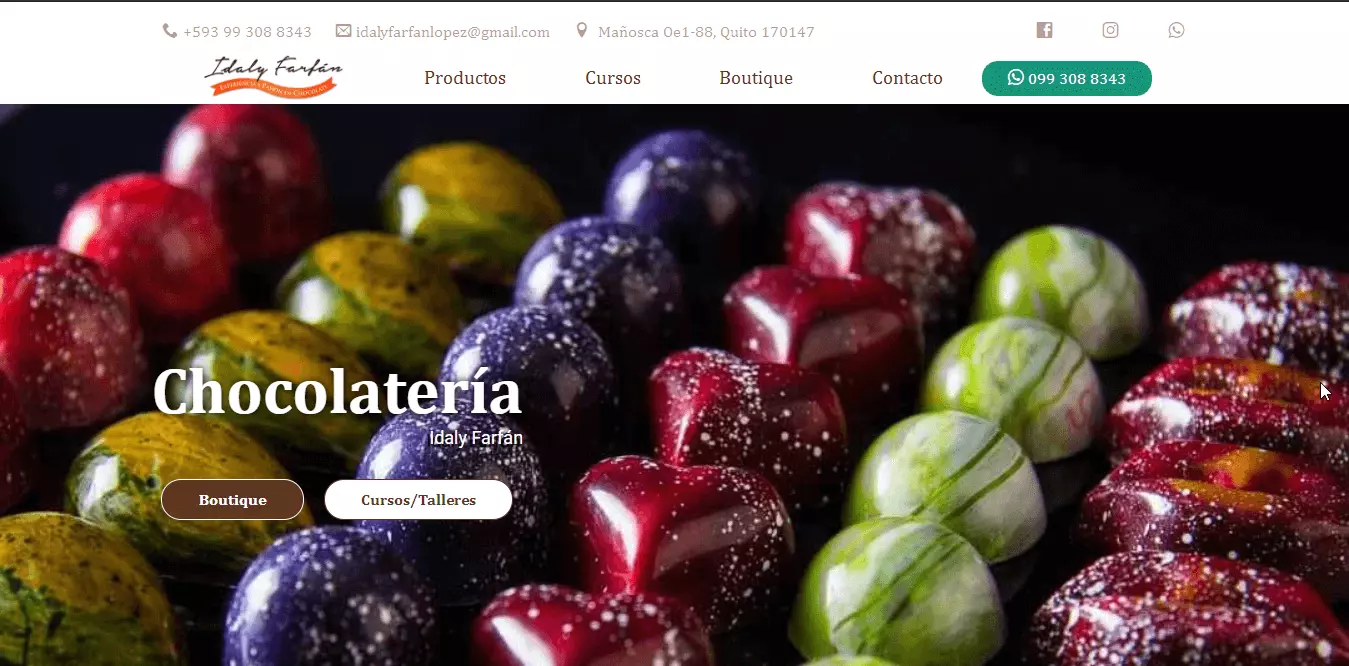 +593 99 308 8343 idalyfarfanlopez@gmail.com Mañosca Oe1-88, Quito 170147
Idaly Farfán
Productos Cursos Boutique Contacto 099 308 8343
Chocolatería
Idaly Farfán
Boutique Cursos/Talleres